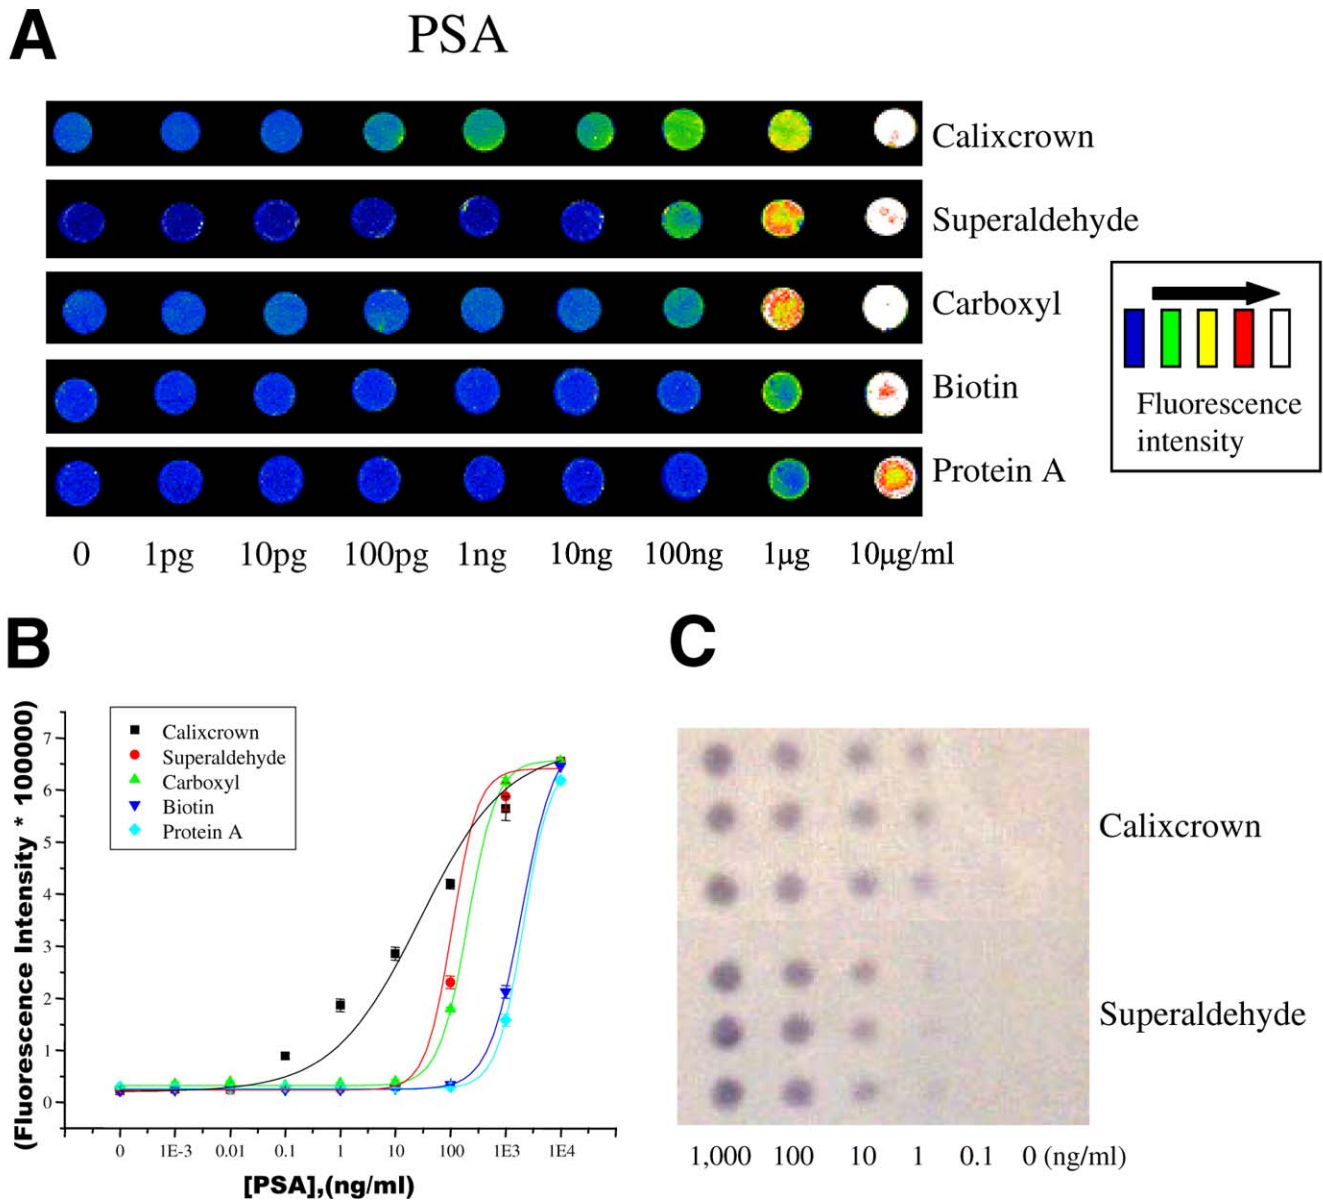 A
PSA
Calixcrown
Superaldehyde
Carboxyl
Biotin
Protein A
Fluorescence
intensity
0 1pg 10pg 100pg 1ng 10ng 100ng 1μg 10μg/ml
B
(Fluorescence Intensity * 100000)
7
6
5
4
3
2
1
0
Calixcrown
Superaldehyde
Carboxyl
Biotin
Protein A
0 1E-3 0.01 0.1 1 10 100 1E3 1E4
[PSA],(ng/ml)
C
Calixcrown
Superaldehyde
1,000 100 10 1 0.1 0 (ng/ml)